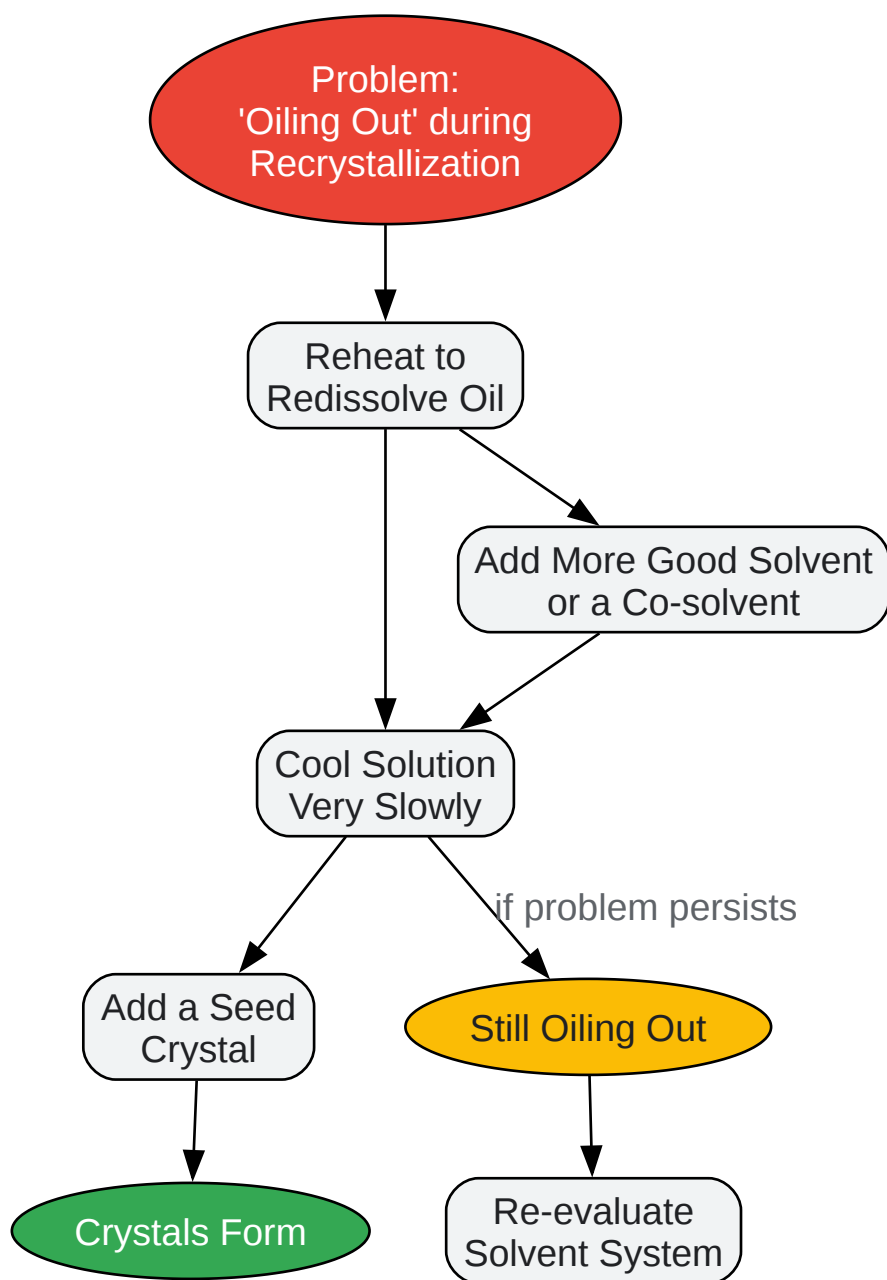 Problem:
'Oiling Out' during
Recrystallization
Reheat to
Redissolve Oil
Add More Good Solvent
or a Co-solvent
Cool Solution
Very Slowly
if problem persists
Add a Seed
Crystal
Still Oiling Out
Crystals Form
Re-evaluate
Solvent System